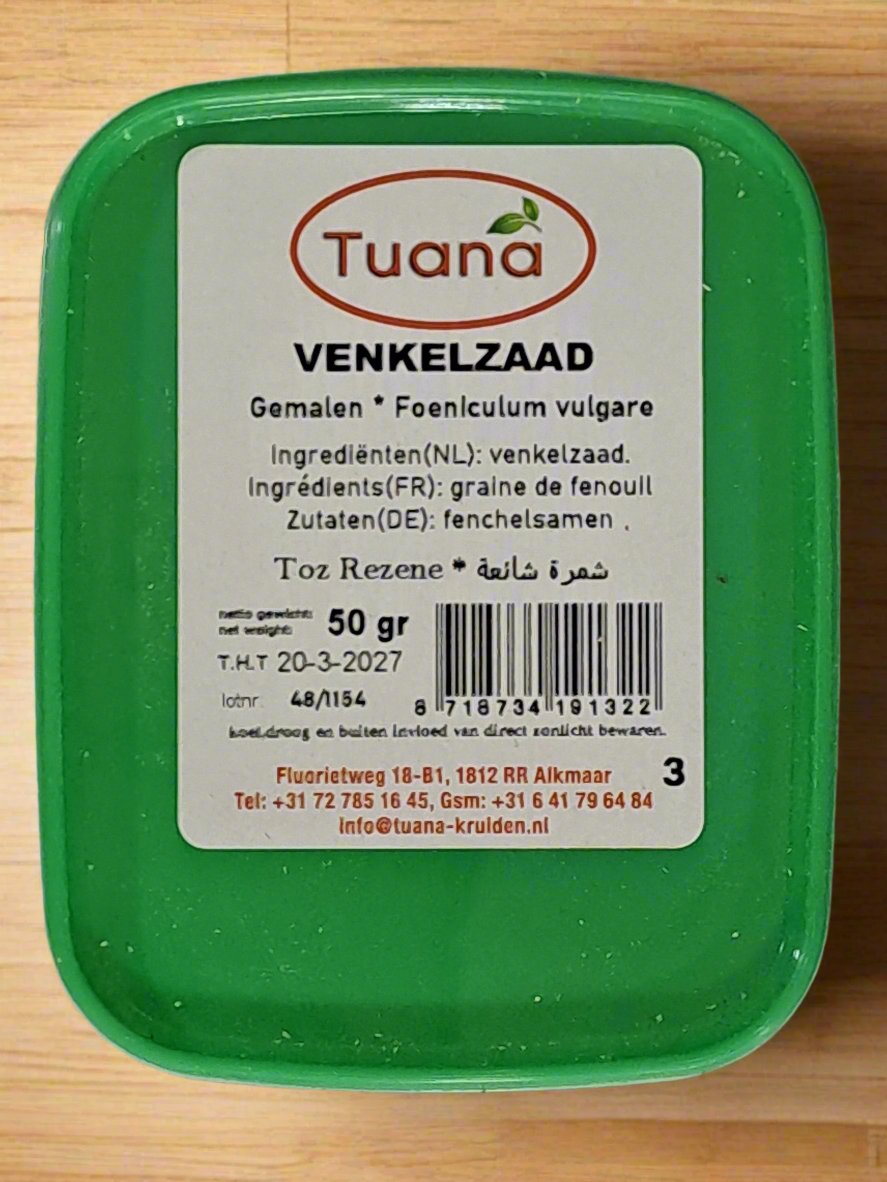 Tuana
VENKELZAAD
Gemalen * Foeniculum vulgare
Ingrediënten(NL): venkelzaad.
Ingrédients(FR): graine de fenouil
Zutaten(DE): fenchelsamen .
Toz Rezene * شمرة شائعة
netto gewicht:
net weight:
50 gr
T.H.T 20-3-2027
lotnr. 48/1154
8 718734 191322
koel,droog en buiten invloed van direct zonlicht bewaren.
3
Fluorietweg 18-B1, 1812 RR Alkmaar
Tel: +31 72 785 16 45, Gsm: +31 6 41 79 64 84
info@tuana-kruiden.nl